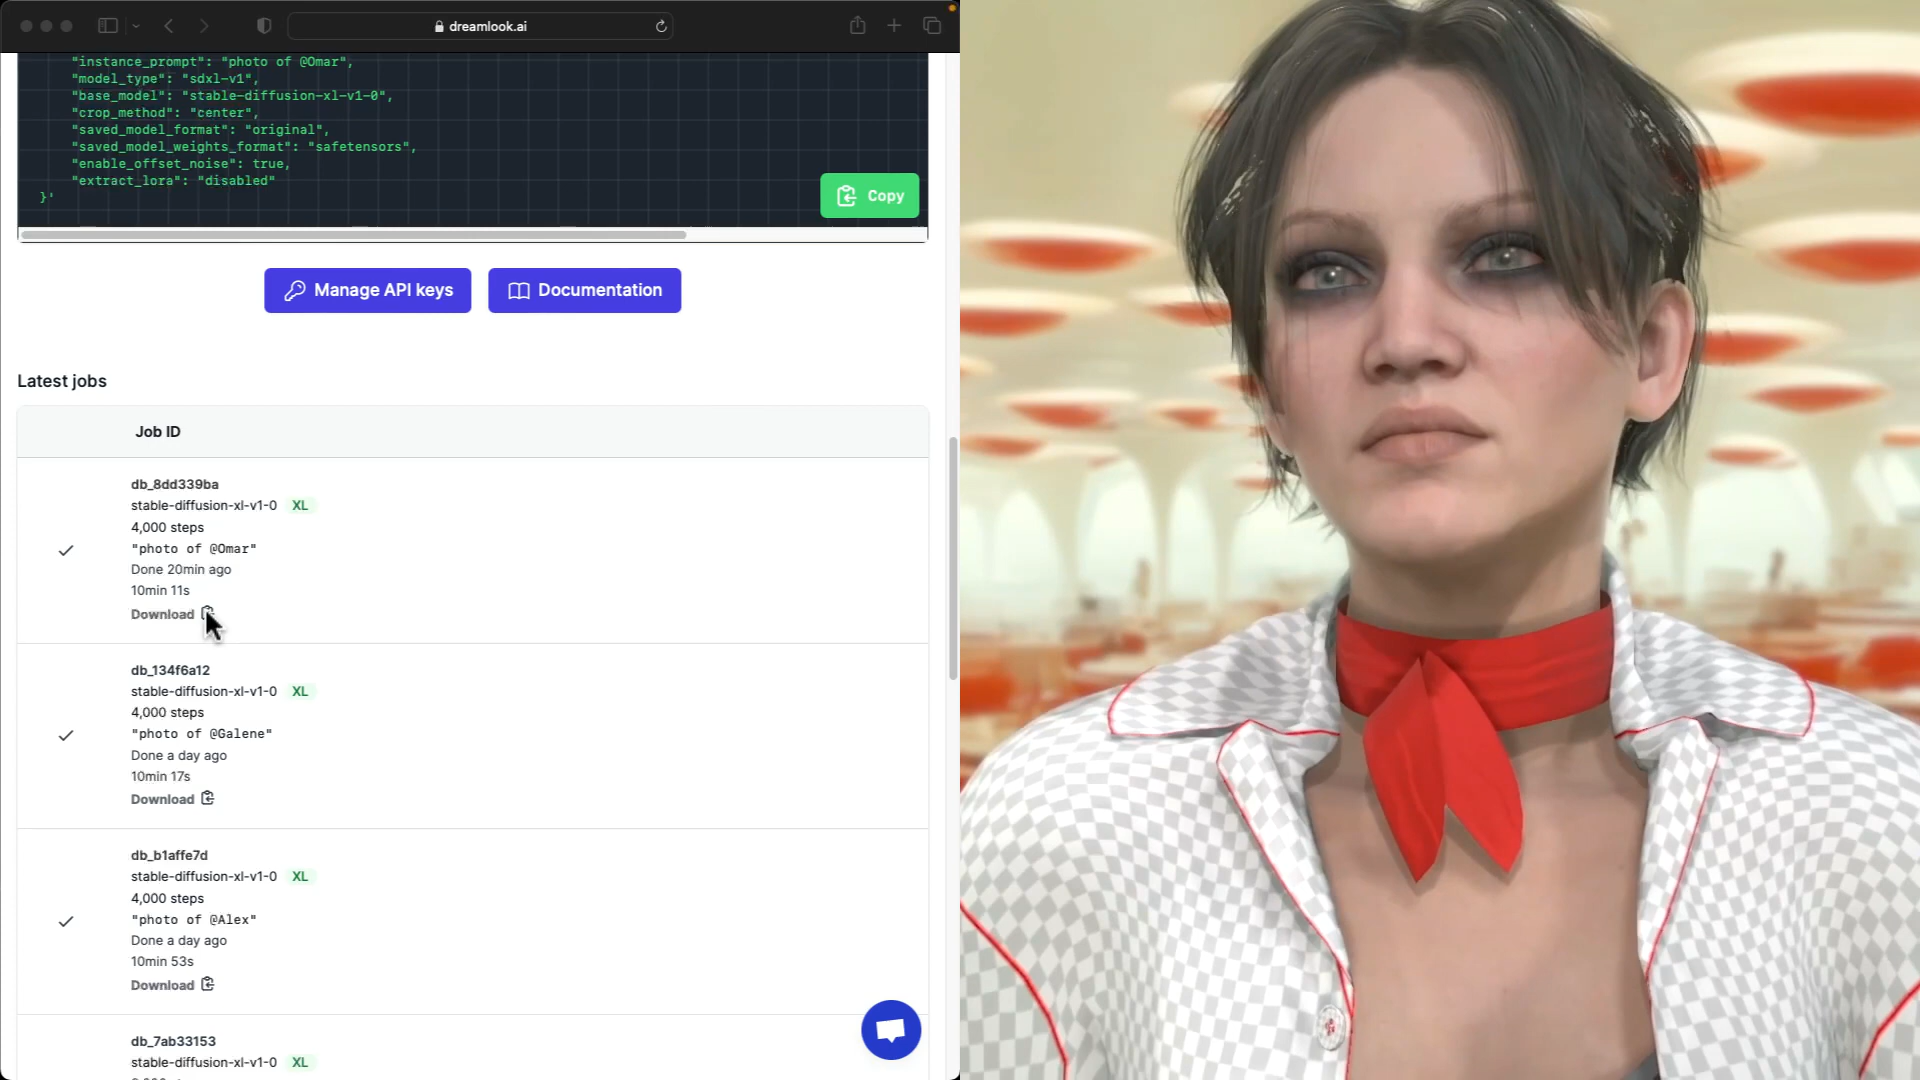 dreamlook.ai
"instance_prompt": "photo of @Omar",
"model_type": "sdxl-v1",
"base_model": "stable-diffusion-xl-v1-0",
"crop_method": "center",
"saved_model_format": "original",
"saved_model_weights_format": "safetensors",
"enable_offset_noise": true,
"extract_lora": "disabled"
}'
Copy
Manage API keys
Documentation
Latest jobs
Job ID
db_8dd339ba
stable-diffusion-xl-v1-0 XL
4,000 steps
"photo of @Omar"
Done 20min ago
10min 11s
Download
db_134f6a12
stable-diffusion-xl-v1-0 XL
4,000 steps
"photo of @Galene"
Done a day ago
10min 17s
Download
db_b1affe7d
stable-diffusion-xl-v1-0 XL
4,000 steps
"photo of @Alex"
Done a day ago
10min 53s
Download
db_7ab33153
stable-diffusion-xl-v1-0 XL